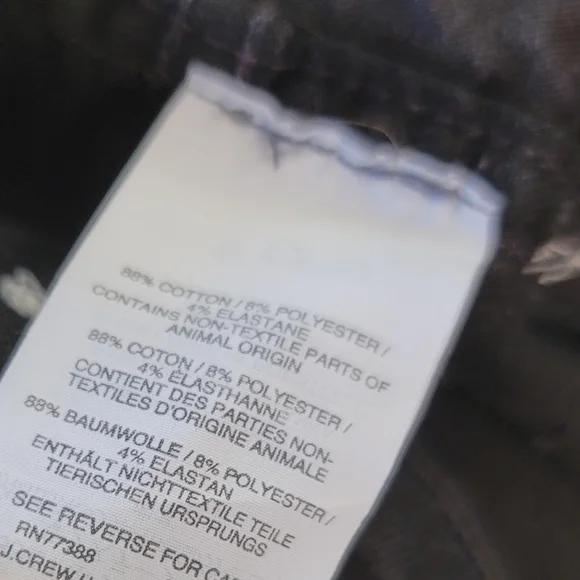 88% COTTON / 8% POLYESTER /
4% ELASTANE
CONTAINS NON-TEXTILE PARTS OF
ANIMAL ORIGIN
88% COTON / 8% POLYESTER /
4% ÉLASTHANNE
CONTIENT DES PARTIES NON-
TEXTILES D'ORIGINE ANIMALE
88% BAUMWOLLE / 8% POLYESTER /
4% ELASTAN
ENTHÄLT NICHTTEXTILE TEILE
TIERISCHEN URSPRUNGS
SEE REVERSE FOR
RN77388
J.CREW